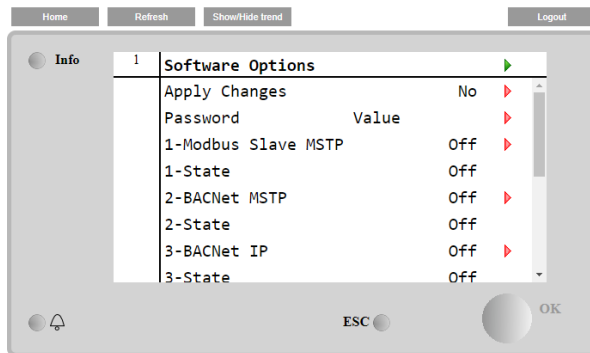 Home Refresh Show/Hide trend Logout
Info
1 Software Options
Apply Changes No
Password Value
1-Modbus Slave MSTP Off
1-State Off
2-BACNet MSTP Off
2-State Off
3-BACNet IP Off
3-State Off
ESC OK